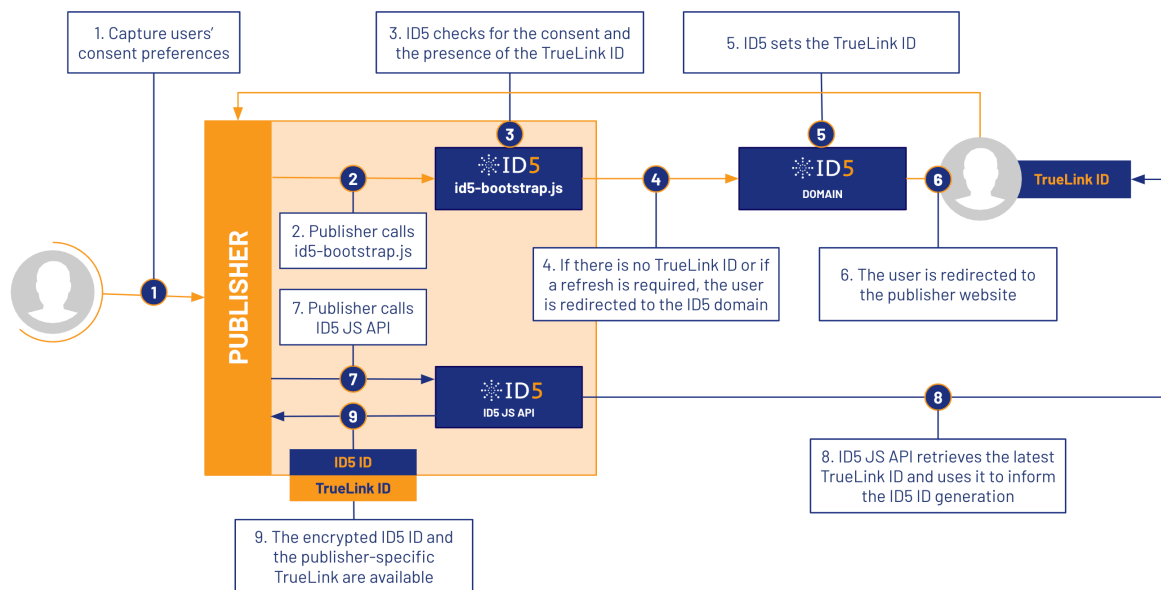 1. Capture users'
consent preferences
3. ID5 checks for the consent and
the presence of the TrueLink ID
5. ID5 sets the TrueLink ID
3
5
ID5
id5-bootstrap.js
ID5
DOMAIN
2
4
6
TrueLink ID
2. Publisher calls
id5-bootstrap.js
4. If there is no TrueLink ID or if
a refresh is required, the user
is redirected to the ID5 domain
6. The user is redirected to
the publisher website
1
PUBLISHER
7. Publisher calls
ID5 JS API
7
ID5
ID5 JS API
8
9
ID5 ID
TrueLink ID
8. ID5 JS API retrieves the latest
TrueLink ID and uses it to inform
the ID5 ID generation
9. The encrypted ID5 ID and
the publisher-specific
TrueLink are available